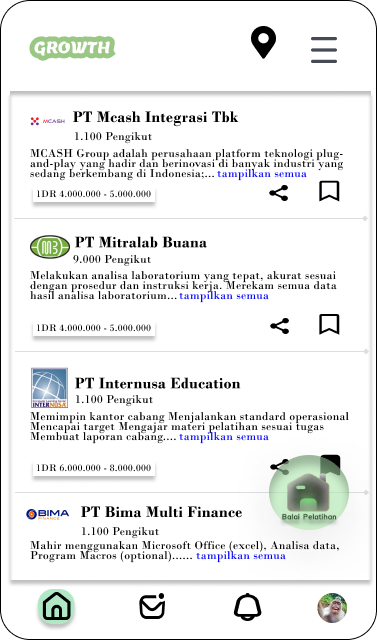 GROWTH
MCASH
PT Mcash Integrasi Tbk
1.100 Pengikut
MCASH Group adalah perusahaan platform teknologi plug-
and-play yang hadir dan berinovasi di banyak industri yang
sedang berkembang di Indonesia;... tampilkan semua
1DR 4.000.000 - 5.000.000
PT Mitralab Buana
9.000 Pengikut
Melakukan analisa laboratorium yang tepat, akurat sesuai
dengan prosedur dan instruksi kerja. Merekam semua data
hasil analisa laboratorium... tampilkan semua
1DR 4.000.000 - 5.000.000
INTERNUSA
PT Internusa Education
1.100 Pengikut
Memimpin kantor cabang Menjalankan standard operasional
Mencapai target Mengajar materi pelatihan sesuai tugas
Membuat laporan cabang.... tampilkan semua
1DR 6.000.000 - 8.000.000
Balai Pelatihan
BIMA
FINANCE
PT Bima Multi Finance
1.100 Pengikut
Mahir menggunakan Microsoft Office (excel), Analisa data,
Program Macros (optional)...... tampilkan semua